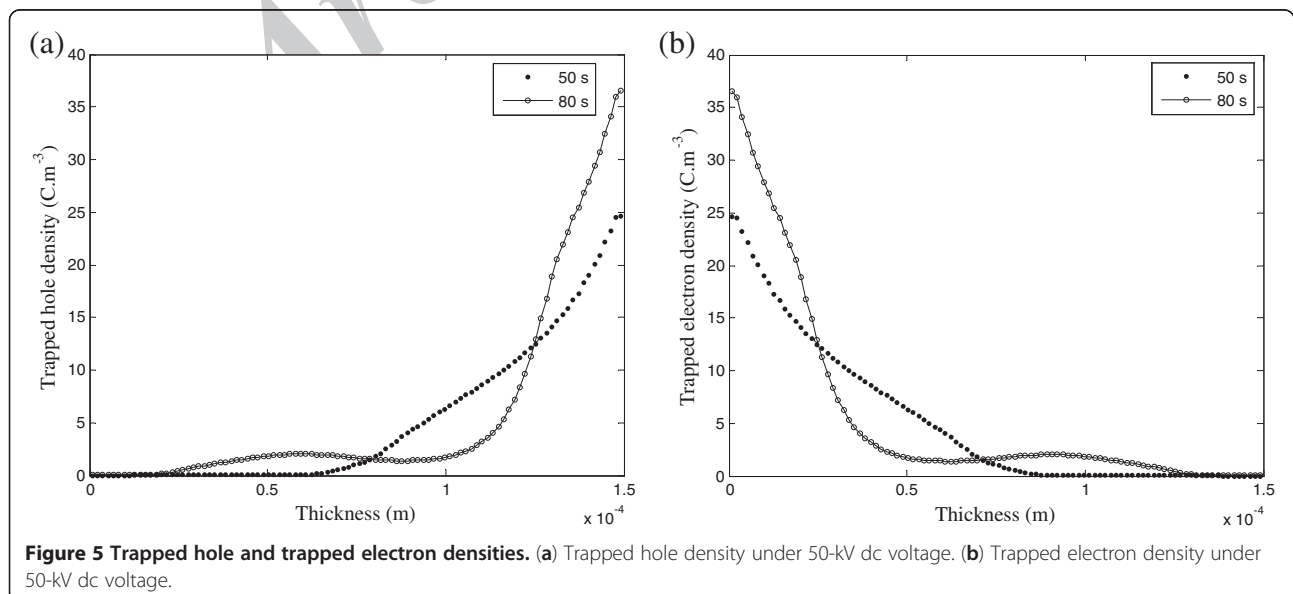 (a)
40
35
30
25
20
15
10
5
0
Trapped hole density (C.m-3)
50 s
80 s
0 0.5 1 1.5
Thickness (m)
x 10-4
(b)
40
35
30
25
20
15
10
5
0
Trapped electron density (C.m-3)
50 s
80 s
0 0.5 1 1.5
Thickness (m)
x 10-4
Figure 5 Trapped hole and trapped electron densities. (a) Trapped hole density under 50-kV dc voltage. (b) Trapped electron density under
50-kV dc voltage.